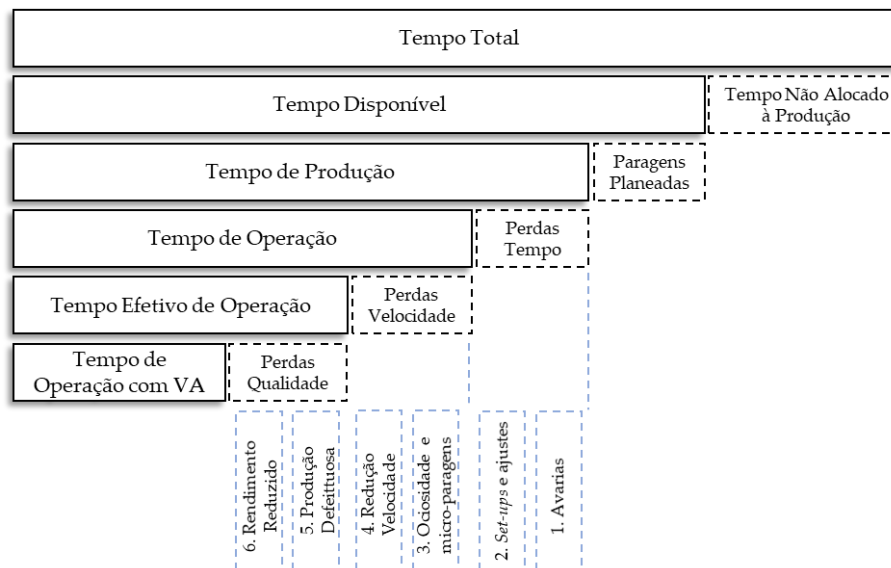 Tempo Total
Tempo Disponível
Tempo Não Alocado
à Produção
Tempo de Produção
Paragens
Planeadas
Tempo de Operação
Perdas
Tempo
Tempo Efetivo de Operação
Perdas
Velocidade
Tempo de
Operação com VA
Perdas
Qualidade
6. Rendimento
Reduzido
5. Produção
Defeittuosa
4. Redução
Velocidade
3. Ociosidade e
micro-paragens
2. Set-ups e ajustes
1. Avarias